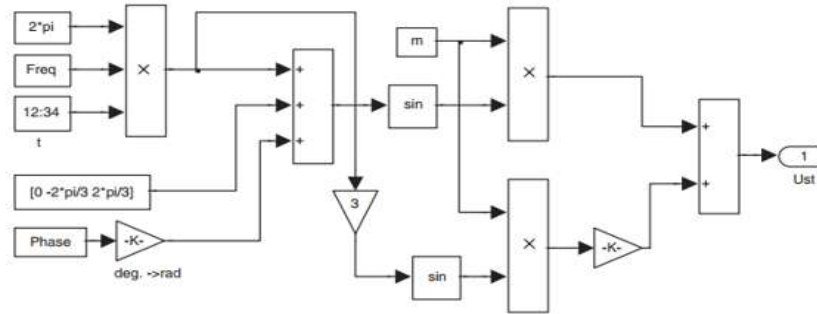 2*pi
Freq
12:34
t
×
+
+
+
[0 -2*pi/3 2*pi/3]
Phase
-K-
deg. ->rad
3
sin
sin
m
×
×
-K-
+
+
1
Ust